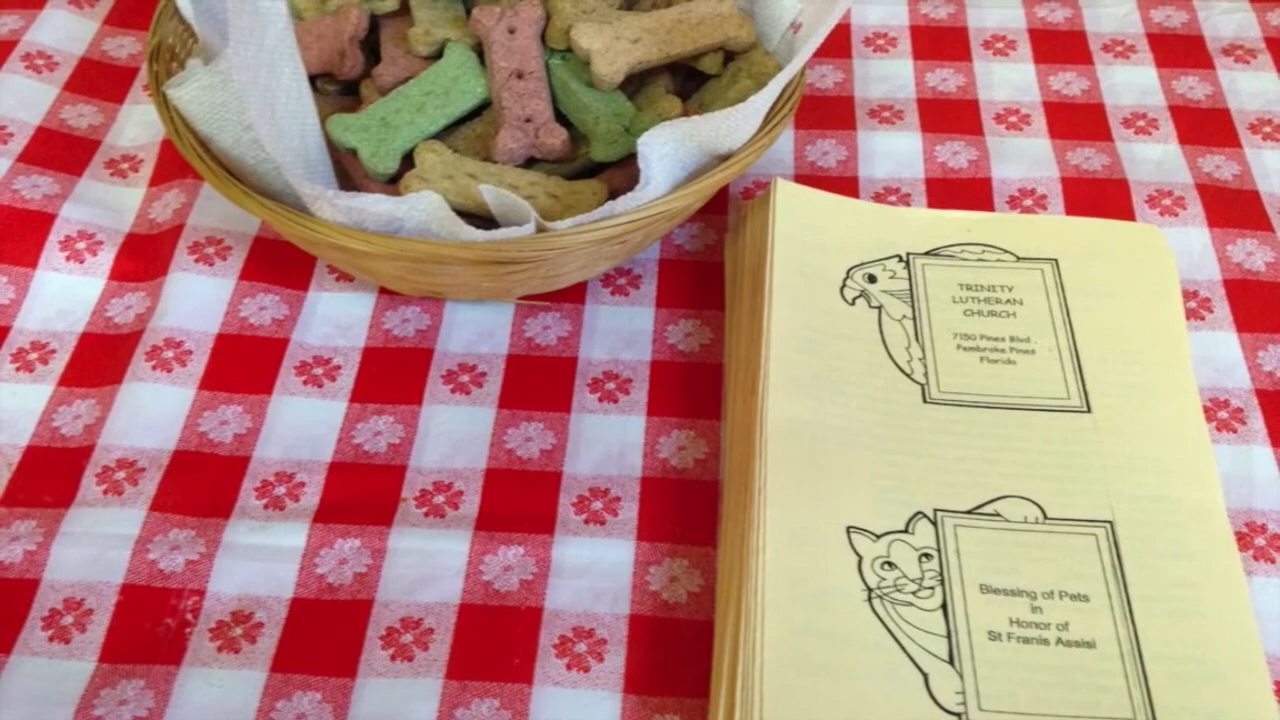 TRINITY
LUTHERAN
CHURCH
7150 Pines Blvd.
Pembroke Pines
Florida
Blessing of Pets
in
Honor of
St Franis Assisi